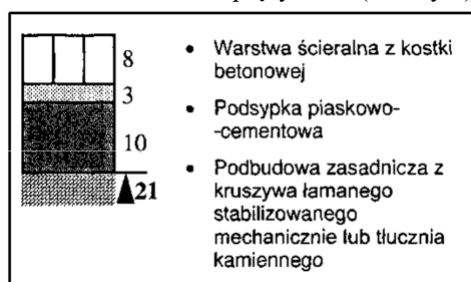 8
3
10
21
• Warstwa ścieralna z kostki
betonowej
• Podsypka piaskowo-
-cementowa
• Podbudowa zasadnicza z
kruszywa łamanego
stabilizowanego
mechanicznie lub tłucznia
kamiennego